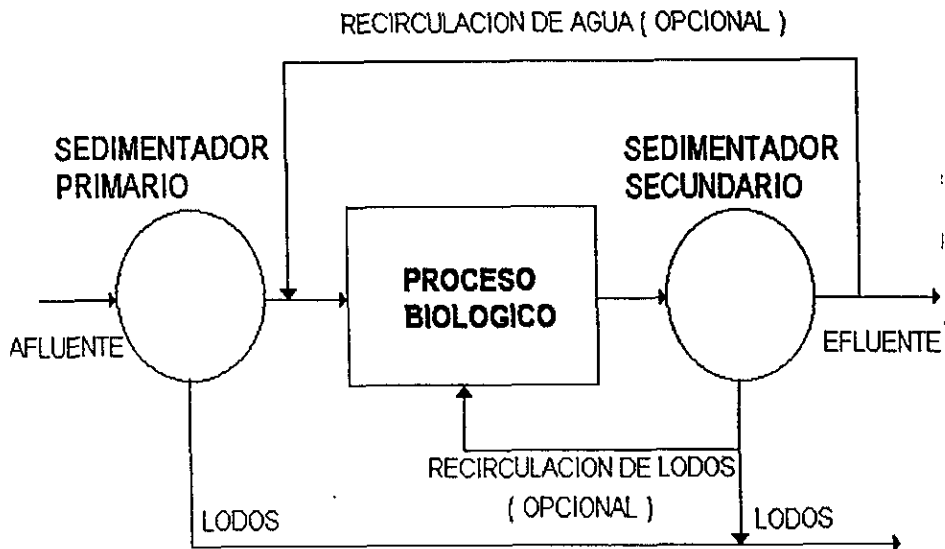 RECIRCULACION DE AGUA ( OPCIONAL )
SEDIMENTADOR
PRIMARIO
SEDIMENTADOR
SECUNDARIO
PROCESO
BIOLOGICO
AFLUENTE
EFLUENTE
RECIRCULACION DE LODOS
( OPCIONAL )
LODOS
LODOS